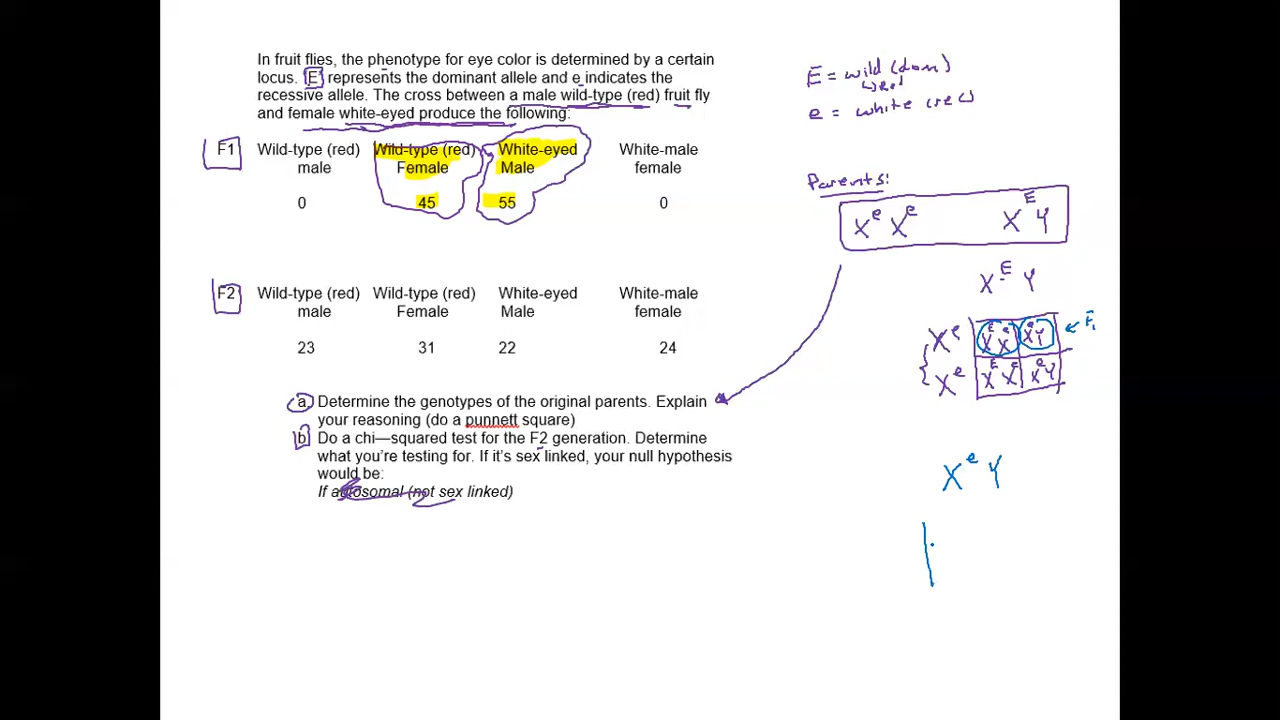 In fruit flies, the phenotype for eye color is determined by a certain
locus. E represents the dominant allele and e indicates the
recessive allele. The cross between a male wild-type (red) fruit fly
and female white-eyed produce the following:
F1 Wild-type (red) male Wild-type (red) Female White-eyed Male White-male female
0 45 55 0
F2 Wild-type (red) male Wild-type (red) Female White-eyed Male White-male female
23 31 22 24
a Determine the genotypes of the original parents. Explain
your reasoning (do a punnett square)
b Do a chi—squared test for the F2 generation. Determine
what you're testing for. If it's sex linked, your null hypothesis
would be:
If autosomal (not sex linked)
E = wild (dom)
↳red
e = white (rec)
Parents:
X^e X^e X^E Y
X^E Y
X^e X^E X^e X^e Y ← F1
X^e X^E X^e X^e Y
X^e Y